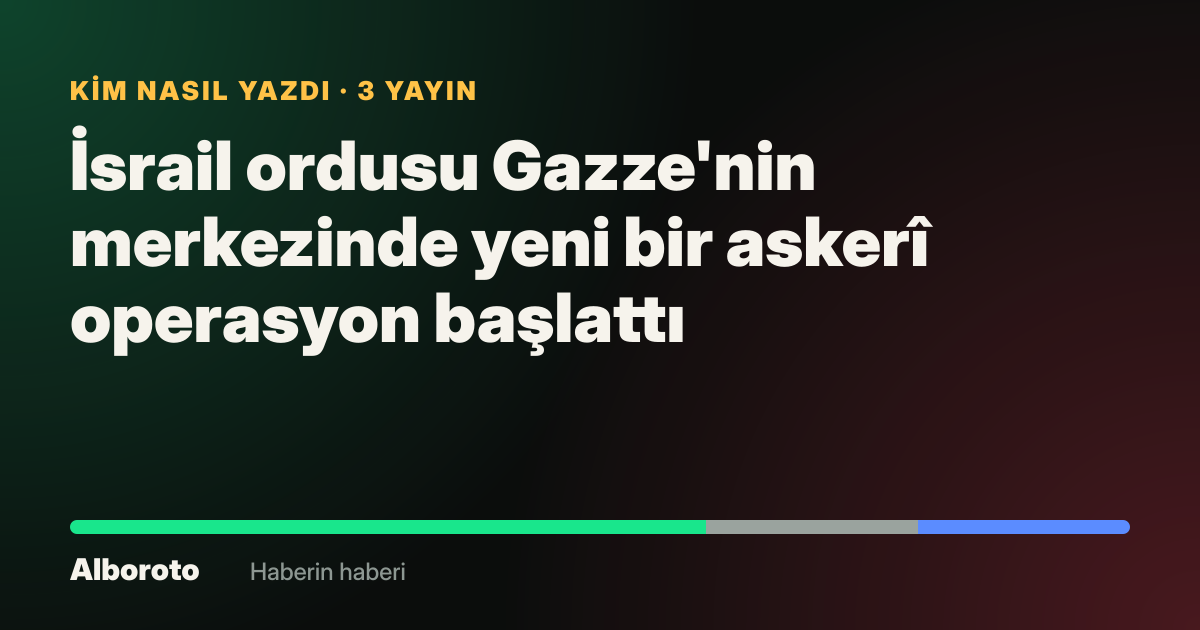 KİM NASIL YAZDI · 3 YAYIN
İsrail ordusu Gazze'nin
merkezinde yeni bir askerî
operasyon başlattı
Alboroto
Haberin haberi